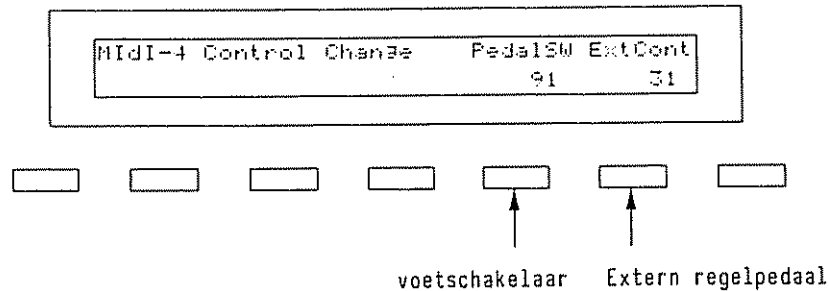 MIdI-4 Control Change PedalSW ExtCont
91 31
voetschakelaar Extern regelpedaal